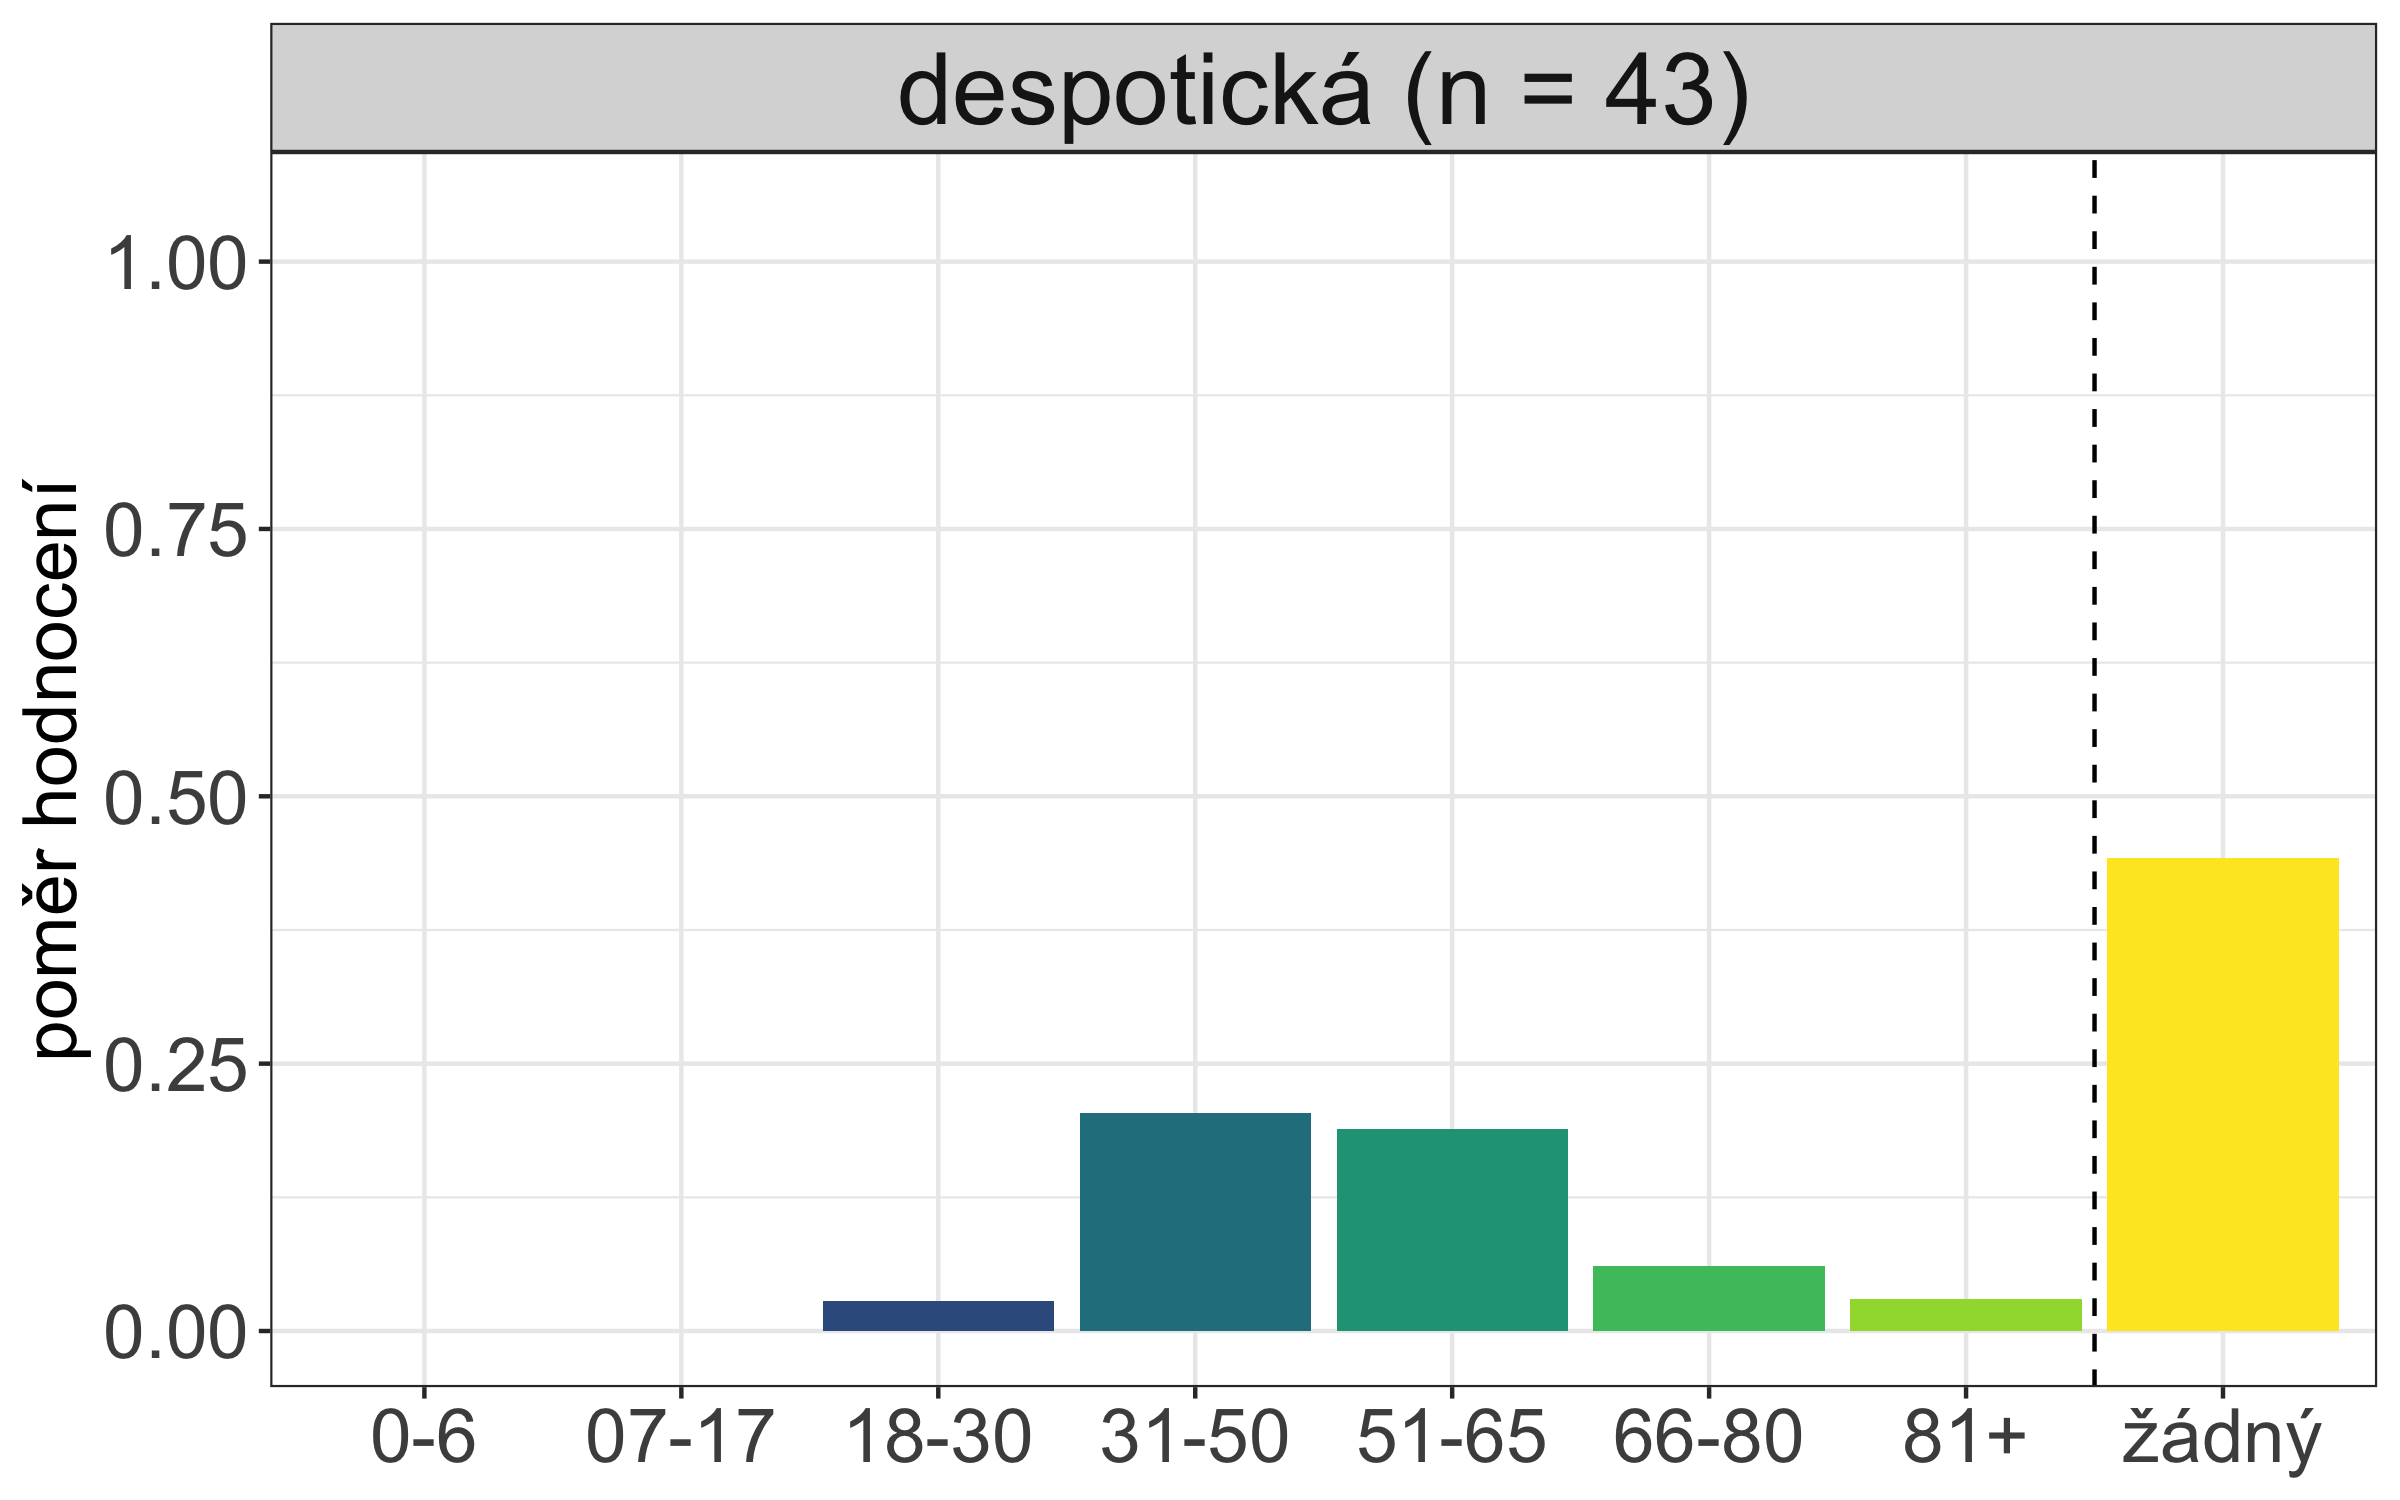 despotická (n = 43)
poměr hodnocení
1.00
0.75
0.50
0.25
0.00
0-6 07-17 18-30 31-50 51-65 66-80 81+ žádný